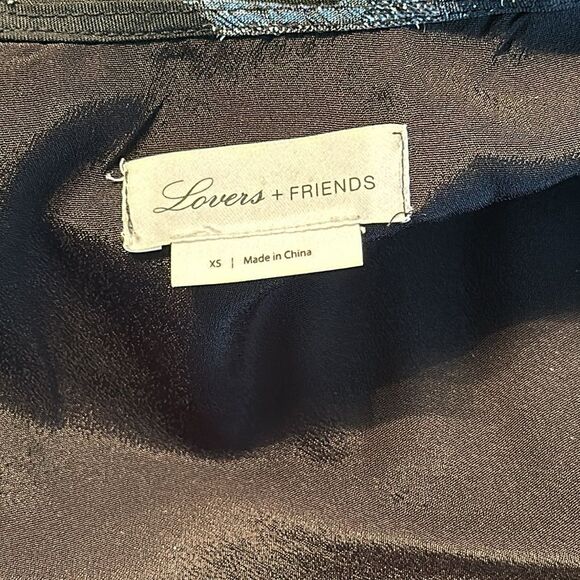 Lovers + FRIENDS
XS | Made in China